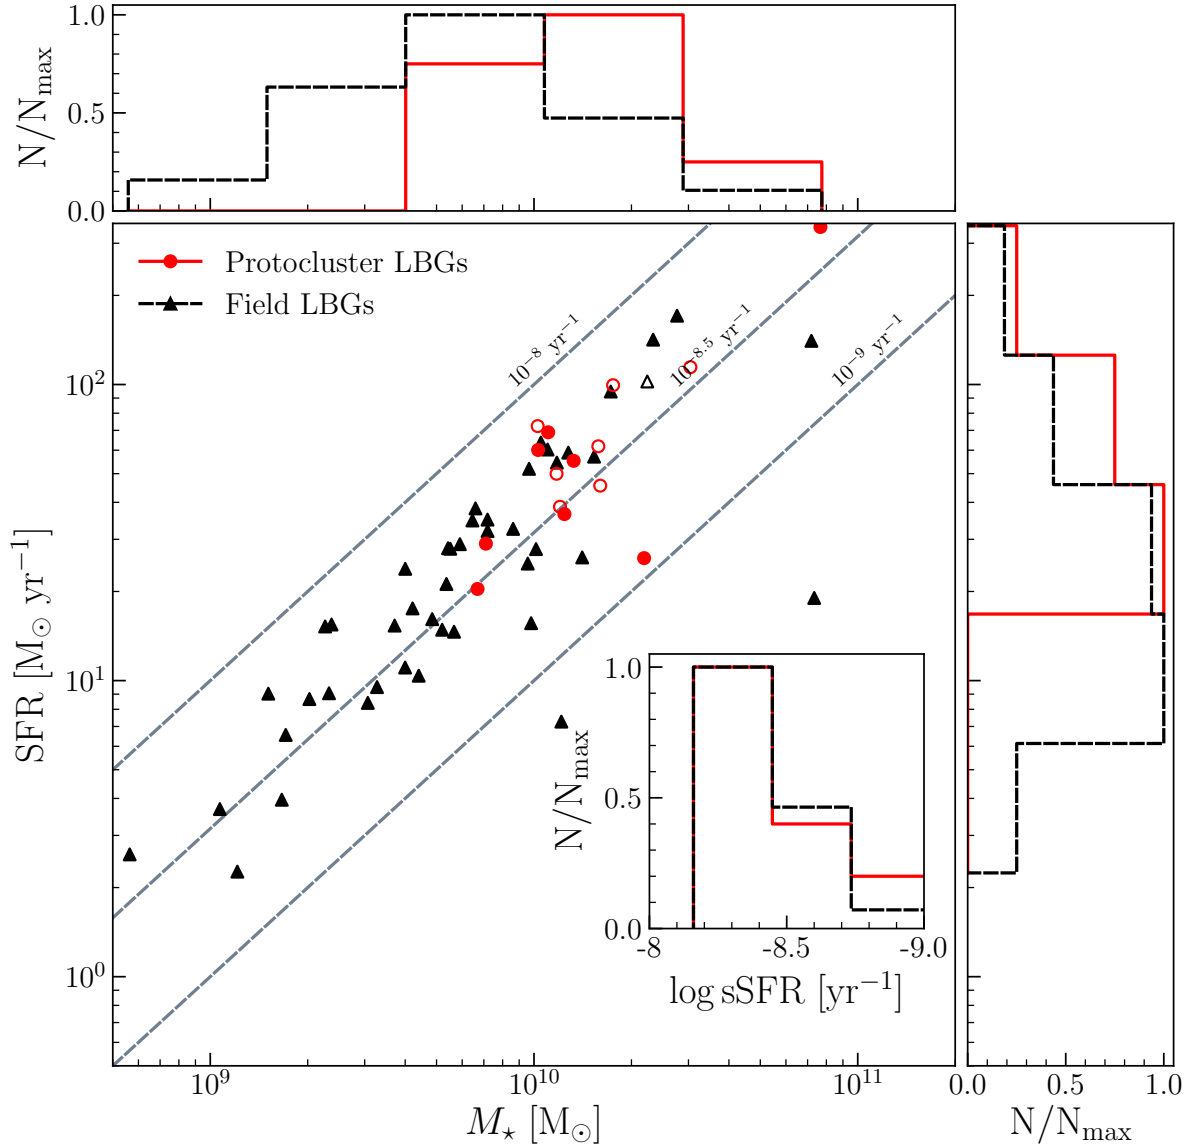 1.0
0.5
0.0
N/N_max
Protocluster LBGs
Field LBGs
10^−8 yr^−1
10^−8.5 yr^−1
10^−9 yr^−1
10^2
10^1
10^0
SFR [M_⊙ yr^−1]
1.0
0.5
0.0
N/N_max
-8
-8.5
-9.0
log sSFR [yr^−1]
10^9
10^10
10^11
M_⋆ [M_⊙]
0.0
0.5
1.0
N/N_max